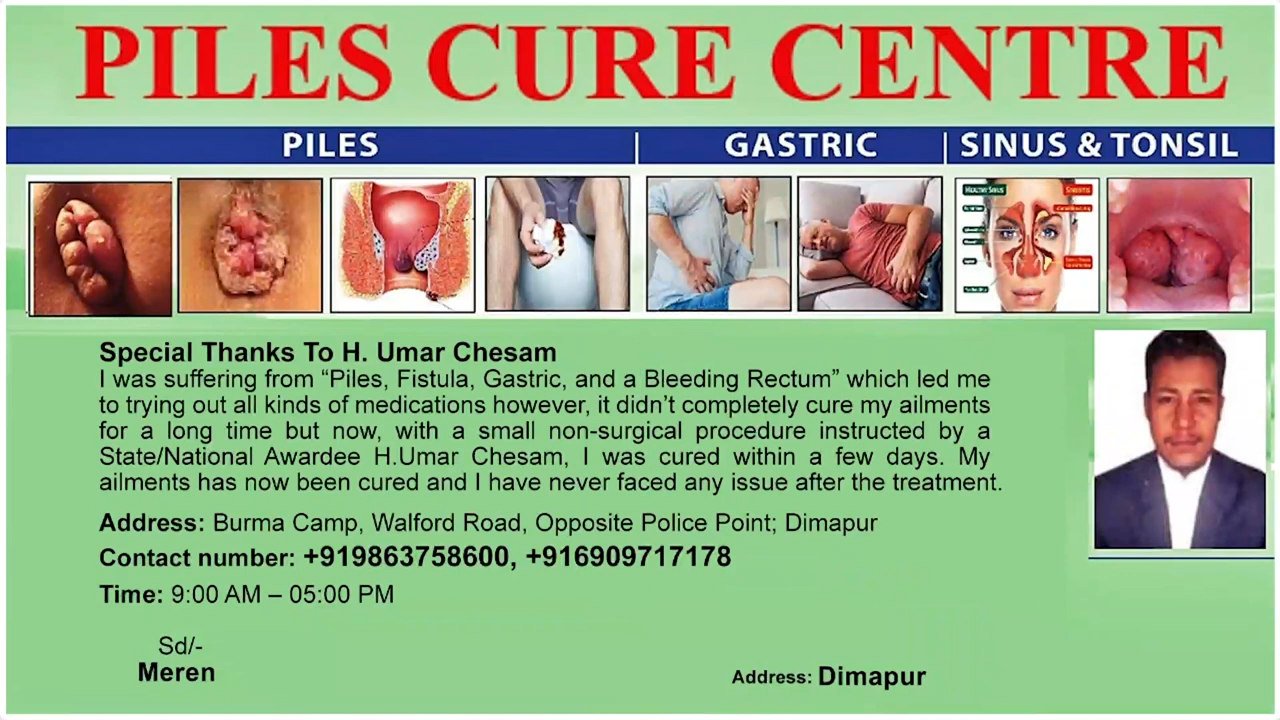 PILES CURE CENTRE
PILES | GASTRIC | SINUS & TONSIL
HEALTHY SINUS SINUSITIS
Special Thanks To H. Umar Chesam
I was suffering from “Piles, Fistula, Gastric, and a Bleeding Rectum” which led me
to trying out all kinds of medications however, it didn’t completely cure my ailments
for a long time but now, with a small non-surgical procedure instructed by a
State/National Awardee H.Umar Chesam, I was cured within a few days. My
ailments has now been cured and I have never faced any issue after the treatment.
Address: Burma Camp, Walford Road, Opposite Police Point; Dimapur
Contact number: +919863758600, +916909717178
Time: 9:00 AM – 05:00 PM
Sd/-
Meren
Address: Dimapur